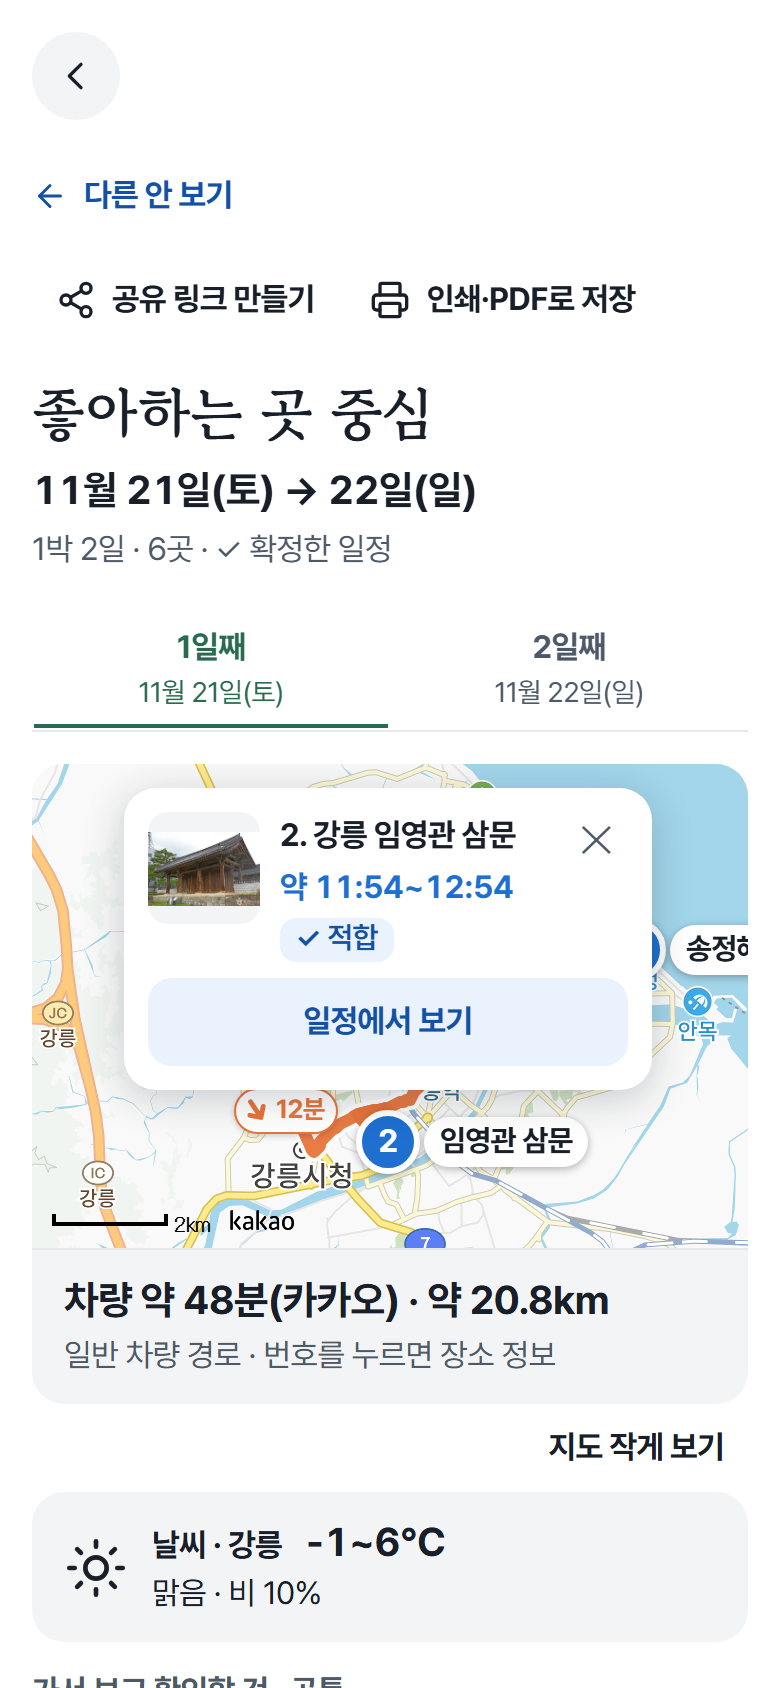 다른 안 보기
공유 링크 만들기
인쇄·PDF로 저장
좋아하는 곳 중심
11월 21일(토) → 22일(일)
1박 2일 · 6곳 · ✓ 확정한 일정
1일째
11월 21일(토)
2일째
11월 22일(일)
2. 강릉 임영관 삼문
약 11:54~12:54
✓ 적합
일정에서 보기
송정해
JC
강릉
안목
12분
2
임영관 삼문
강릉시청
IC
강릉
2km
kakao
7
차량 약 48분(카카오) · 약 20.8km
일반 차량 경로 · 번호를 누르면 장소 정보
지도 작게 보기
날씨 · 강릉 -1~6°C
맑음 · 비 10%